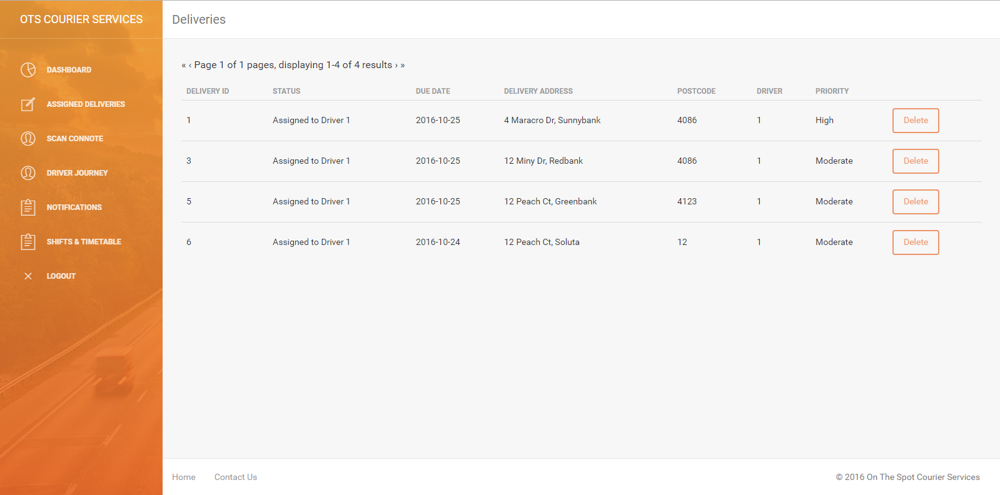 OTS COURIER SERVICES
Deliveries
DASHBOARD
ASSIGNED DELIVERIES
SCAN CONNOTE
DRIVER JOURNEY
NOTIFICATIONS
SHIFTS & TIMETABLE
LOGOUT
« ‹ Page 1 of 1 pages, displaying 1-4 of 4 results › »
DELIVERY ID STATUS DUE DATE DELIVERY ADDRESS POSTCODE DRIVER PRIORITY
1 Assigned to Driver 1 2016-10-25 4 Maracro Dr, Sunnybank 4086 1 High Delete
3 Assigned to Driver 1 2016-10-25 12 Miny Dr, Redbank 4086 1 Moderate Delete
5 Assigned to Driver 1 2016-10-25 12 Peach Ct, Greenbank 4123 1 Moderate Delete
6 Assigned to Driver 1 2016-10-24 12 Peach Ct, Soluta 12 1 Moderate Delete
Home Contact Us © 2016 On The Spot Courier Services